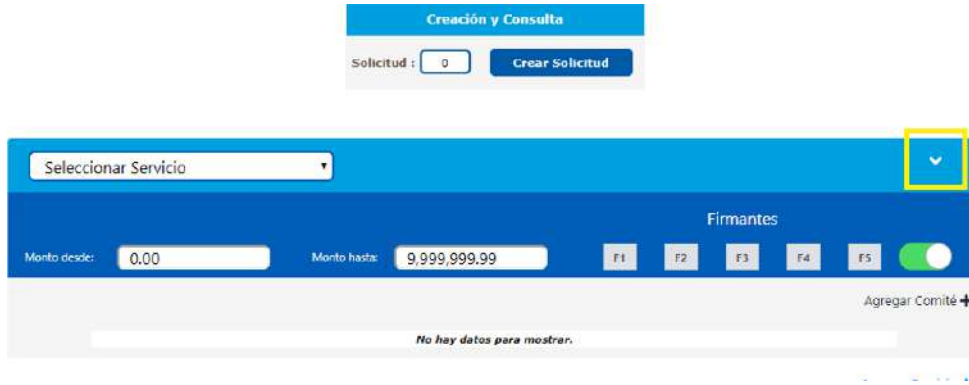 Creación y Consulta
Solicitud : 0 Crear Solicitud
Seleccionar Servicio
Firmantes
Monto desde: 0.00 Monto hasta: 9,999,999.99 F1 F2 F3 F4 F5
Agregar Comité +
No hay datos para mostrar.